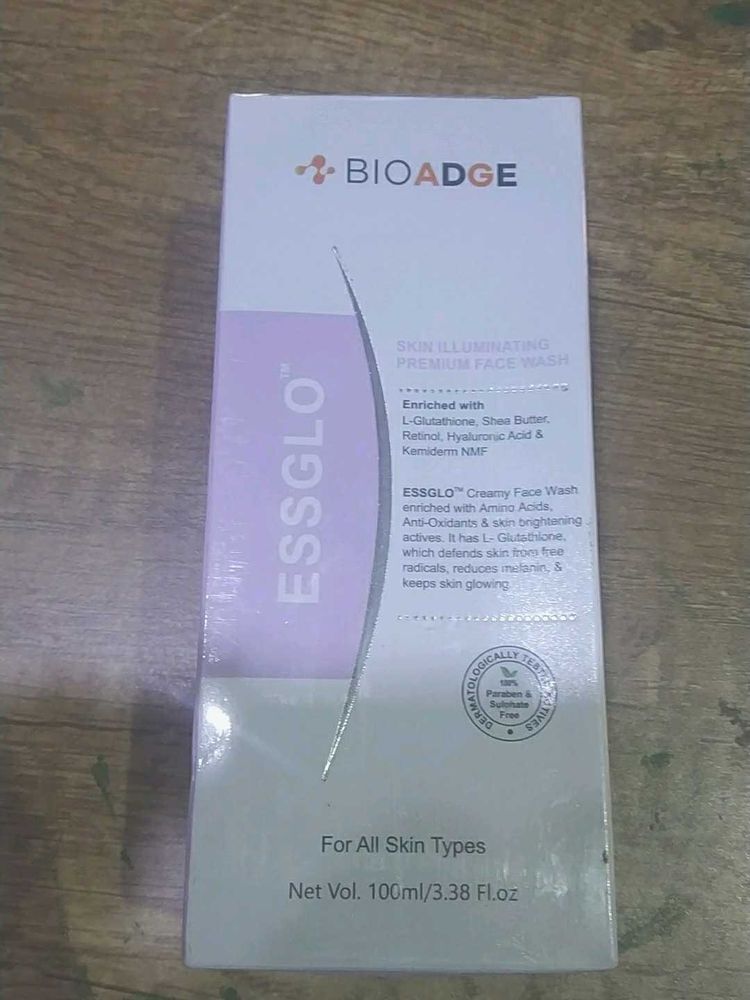 BIOADGE
ESSGLO™
SKIN ILLUMINATING
PREMIUM FACE WASH
Enriched with
L-Glutathione, Shea Butter,
Retinol, Hyaluronic Acid &
Kemiderm NMF
ESSGLO™ Creamy Face Wash
enriched with Amino Acids,
Anti-Oxidants & skin brightening
actives. It has L- Glutathione,
which defends skin from free
radicals, reduces melanin, &
keeps skin glowing.
DERMATOLOGICALLY TESTED ACTIVES
100%
Paraben &
Sulphate
Free
For All Skin Types
Net Vol. 100ml/3.38 Fl.oz